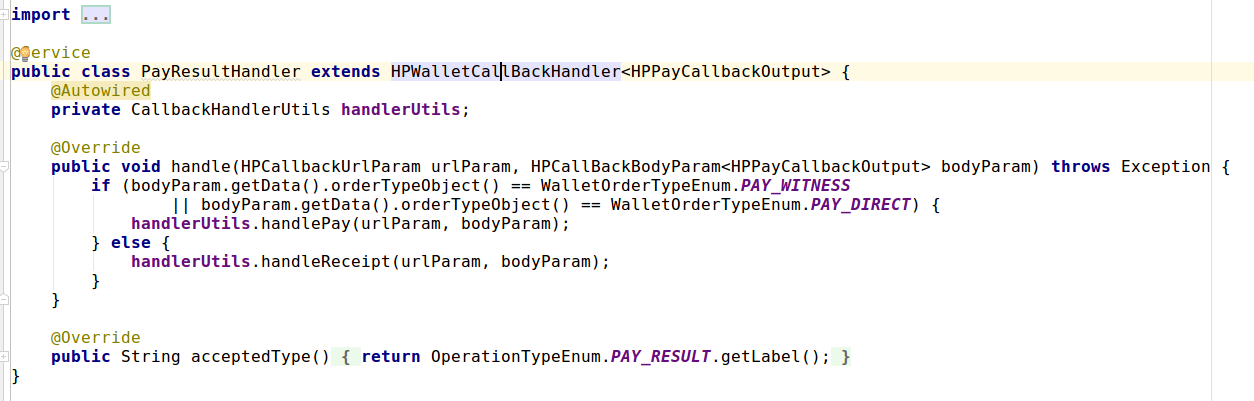 import ...
@Service
public class PayResultHandler extends HPWalletCallBackHandler<HPPayCallbackOutput> {
    @Autowired
    private CallbackHandlerUtils handlerUtils;
    @Override
    public void handle(HPCallbackUrlParam urlParam, HPCallBackBodyParam<HPPayCallbackOutput> bodyParam) throws Exception {
        if (bodyParam.getData().orderTypeObject() == WalletOrderTypeEnum.PAY_WITNESS
                || bodyParam.getData().orderTypeObject() == WalletOrderTypeEnum.PAY_DIRECT) {
            handlerUtils.handlePay(urlParam, bodyParam);
        } else {
            handlerUtils.handleReceipt(urlParam, bodyParam);
        }
    }
    @Override
    public String acceptedType() { return OperationTypeEnum.PAY_RESULT.getLabel(); }
}